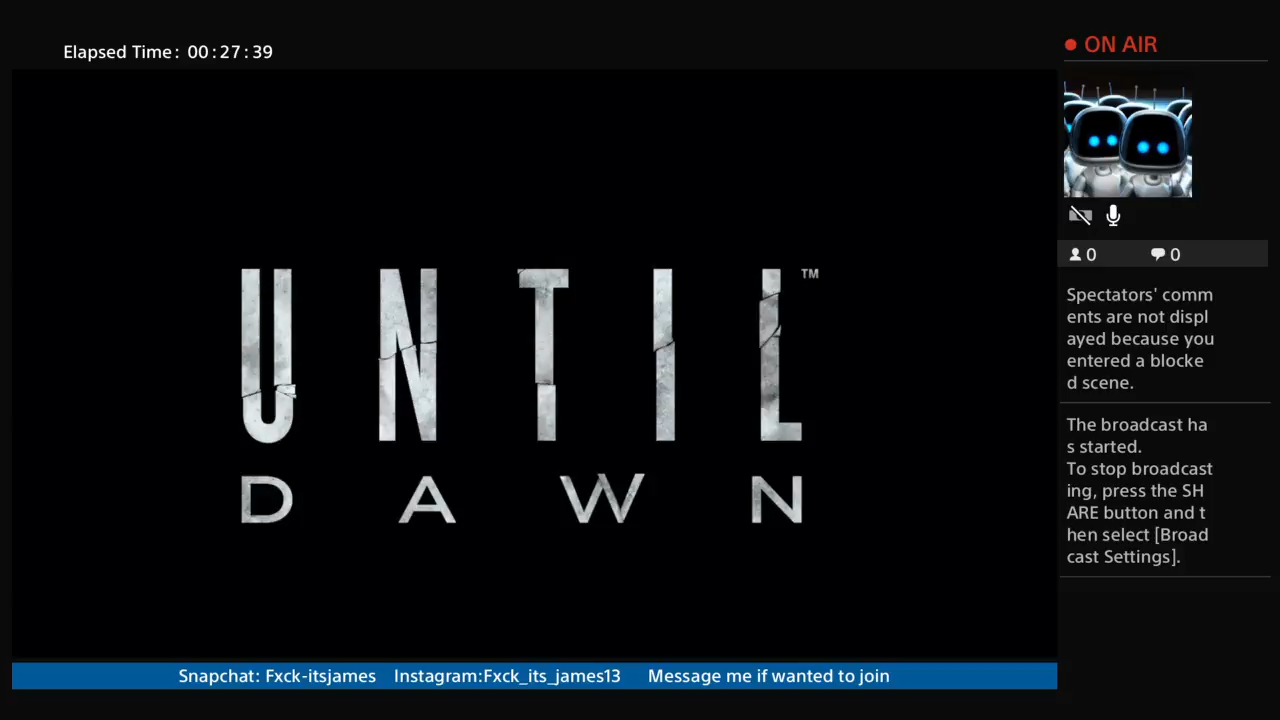 Elapsed Time: 00:27:39
ON AIR
0 0
UNTIL™
DAWN
Spectators' comm
ents are not displ
ayed because you
entered a blocke
d scene.
The broadcast ha
s started.
To stop broadcast
ing, press the SH
ARE button and t
hen select [Broad
cast Settings].
Snapchat: Fxck-itsjames Instagram:Fxck_its_james13 Message me if wanted to join